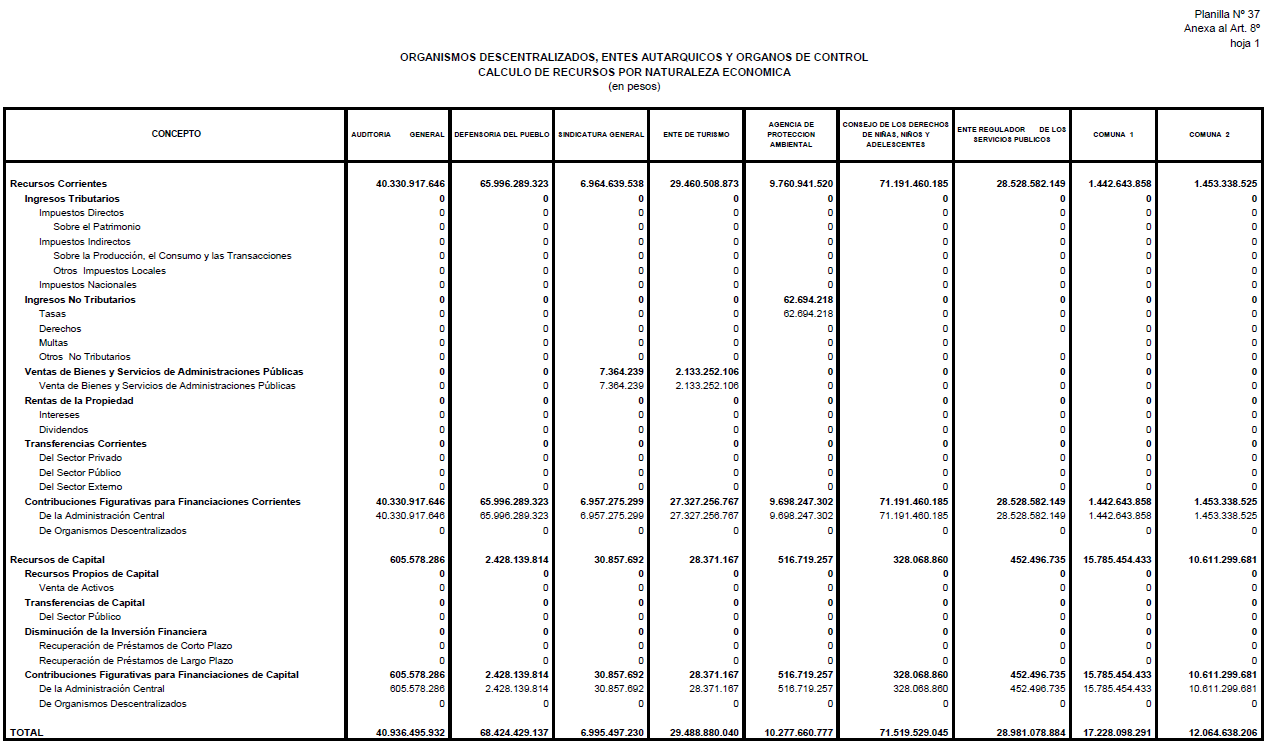 Planilla Nº 37
Anexa al Art. 8º
hoja 1
ORGANISMOS DESCENTRALIZADOS, ENTES AUTARQUICOS Y ORGANOS DE CONTROL
CALCULO DE RECURSOS POR NATURALEZA ECONOMICA
(en pesos)
CONCEPTO AUDITORIA GENERAL DEFENSORIA DEL PUEBLO SINDICATURA GENERAL ENTE DE TURISMO AGENCIA DE PROTECCION AMBIENTAL CONSEJO DE LOS DERECHOS DE NIÑAS, NIÑOS Y ADELESCENTES ENTE REGULADOR DE LOS SERVICIOS PUBLICOS COMUNA 1 COMUNA 2
Recursos Corrientes 40.330.917.646 65.996.289.323 6.964.639.538 29.460.508.873 9.760.941.520 71.191.460.185 28.528.582.149 1.442.643.858 1.453.338.525
Ingresos Tributarios 0 0 0 0 0 0 0 0 0
Impuestos Directos 0 0 0 0 0 0 0 0 0
Sobre el Patrimonio 0 0 0 0 0 0 0 0 0
Impuestos Indirectos 0 0 0 0 0 0 0 0 0
Sobre la Producción, el Consumo y las Transacciones 0 0 0 0 0 0 0 0 0
Otros Impuestos Locales 0 0 0 0 0 0 0 0 0
Impuestos Nacionales 0 0 0 0 0 0 0 0 0
Ingresos No Tributarios 0 0 0 0 62.694.218 0 0 0 0
Tasas 0 0 0 0 62.694.218 0 0 0 0
Derechos 0 0 0 0 0 0 0 0 0
Multas 0 0 0 0 0 0 0 0
Otros No Tributarios 0 0 0 0 0 0 0 0 0
Ventas de Bienes y Servicios de Administraciones Públicas 0 0 7.364.239 2.133.252.106 0 0 0 0 0
Venta de Bienes y Servicios de Administraciones Públicas 0 0 7.364.239 2.133.252.106 0 0 0 0 0
Rentas de la Propiedad 0 0 0 0 0 0 0 0 0
Intereses 0 0 0 0 0 0 0 0 0
Dividendos 0 0 0 0 0 0 0 0 0
Transferencias Corrientes 0 0 0 0 0 0 0 0 0
Del Sector Privado 0 0 0 0 0 0 0 0 0
Del Sector Público 0 0 0 0 0 0 0 0 0
Del Sector Externo 0 0 0 0 0 0 0 0 0
Contribuciones Figurativas para Financiaciones Corrientes 40.330.917.646 65.996.289.323 6.957.275.299 27.327.256.767 9.698.247.302 71.191.460.185 28.528.582.149 1.442.643.858 1.453.338.525
De la Administración Central 40.330.917.646 65.996.289.323 6.957.275.299 27.327.256.767 9.698.247.302 71.191.460.185 28.528.582.149 1.442.643.858 1.453.338.525
De Organismos Descentralizados 0 0 0 0 0 0 0 0 0
Recursos de Capital 605.578.286 2.428.139.814 30.857.692 28.371.167 516.719.257 328.068.860 452.496.735 15.785.454.433 10.611.299.681
Recursos Propios de Capital 0 0 0 0 0 0 0 0 0
Venta de Activos 0 0 0 0 0 0 0 0 0
Transferencias de Capital 0 0 0 0 0 0 0 0 0
Del Sector Público 0 0 0 0 0 0 0 0 0
Disminución de la Inversión Financiera 0 0 0 0 0 0 0 0 0
Recuperación de Préstamos de Corto Plazo 0 0 0 0 0 0 0 0 0
Recuperación de Préstamos de Largo Plazo 0 0 0 0 0 0 0 0 0
Contribuciones Figurativas para Financiaciones de Capital 605.578.286 2.428.139.814 30.857.692 28.371.167 516.719.257 328.068.860 452.496.735 15.785.454.433 10.611.299.681
De la Administración Central 605.578.286 2.428.139.814 30.857.692 28.371.167 516.719.257 328.068.860 452.496.735 15.785.454.433 10.611.299.681
De Organismos Descentralizados 0 0 0 0 0 0 0 0 0
TOTAL 40.936.495.932 68.424.429.137 6.995.497.230 29.488.880.040 10.277.660.777 71.519.529.045 28.981.078.884 17.228.098.291 12.064.638.206